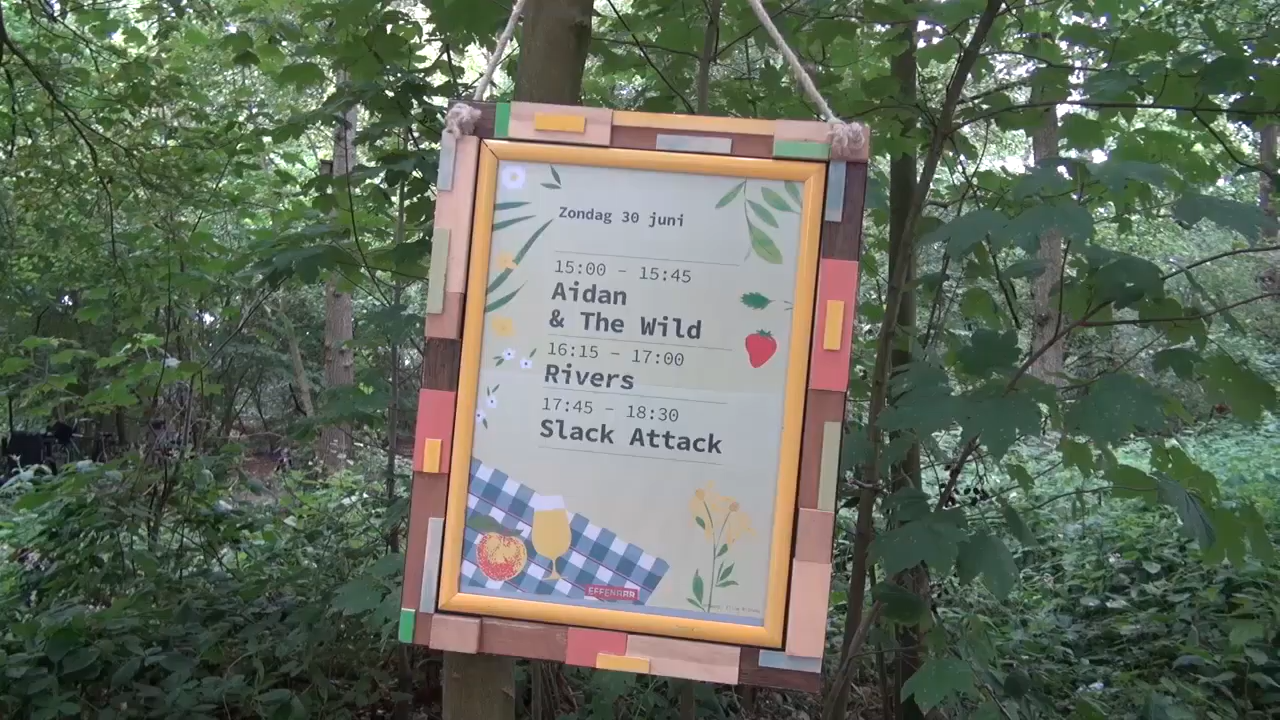 Zondag 30 juni
15:00 - 15:45
Aidan
& The Wild
16:15 - 17:00
Rivers
17:45 - 18:30
Slack Attack
EFFENAAR